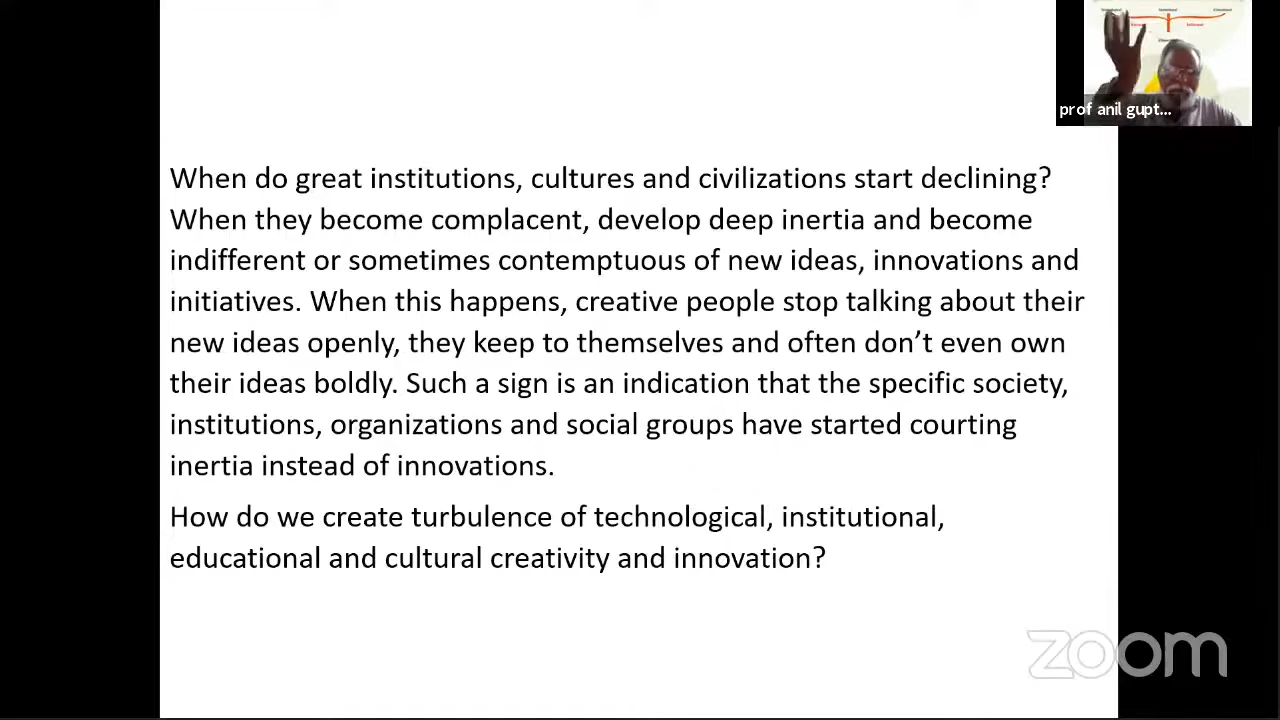 prof anil gupt...
When do great institutions, cultures and civilizations start declining?
When they become complacent, develop deep inertia and become
indifferent or sometimes contemptuous of new ideas, innovations and
initiatives. When this happens, creative people stop talking about their
new ideas openly, they keep to themselves and often don’t even own
their ideas boldly. Such a sign is an indication that the specific society,
institutions, organizations and social groups have started courting
inertia instead of innovations.
How do we create turbulence of technological, institutional,
educational and cultural creativity and innovation?
zoom